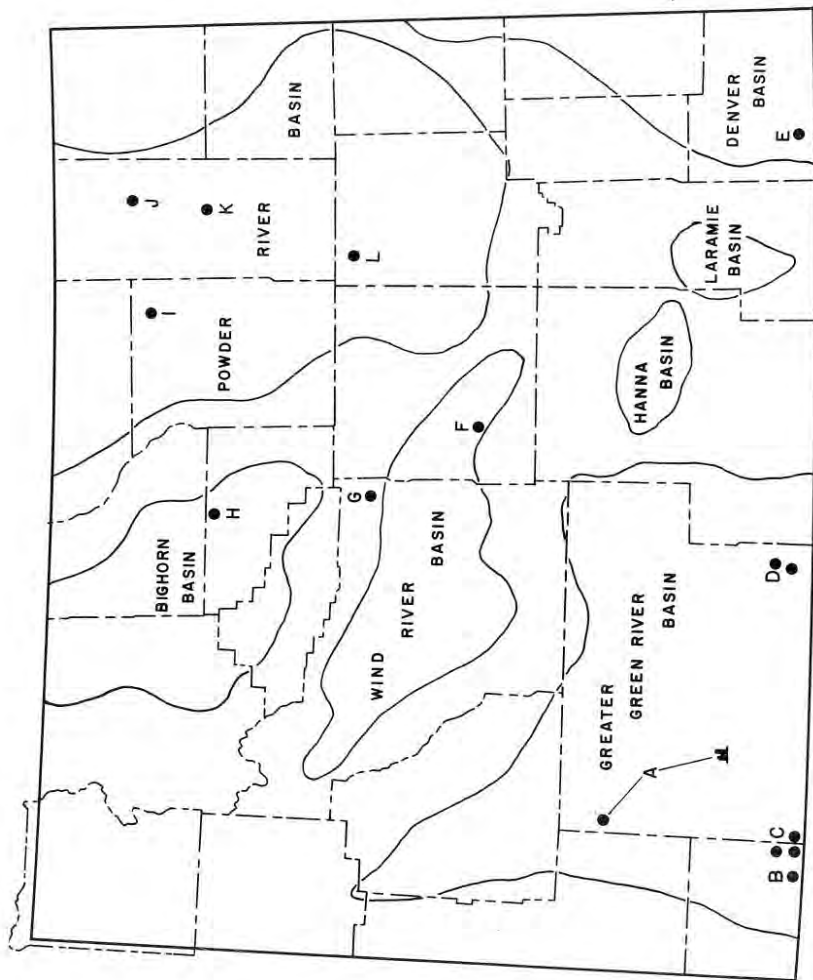 BIGHORN
BASIN
H
POWDER
RIVER
BASIN
I
J
K
L
WIND
RIVER
BASIN
G
F
GREATER
GREEN RIVER
BASIN
A
B
C
D
HANNA
BASIN
LARAMIE
BASIN
DENVER
BASIN
E